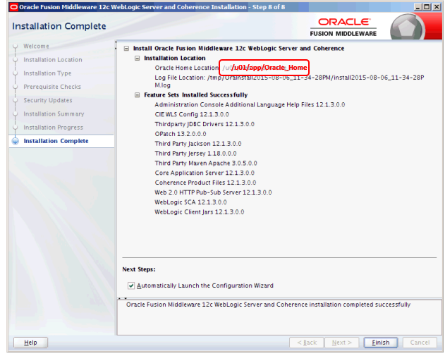 Oracle Fusion Middleware 12c WebLogic Server and Coherence Installation - Step 8 of 8
Installation Complete
ORACLE
FUSION MIDDLEWARE
Welcome
Installation Location
Installation Type
Prerequisite Checks
Security Updates
Installation Summary
Installation Progress
Installation Complete
Install Oracle Fusion Middleware 12c WebLogic Server and Coherence
Installation Location
Oracle Home Location: /u01/app/Oracle_Home
Log File Location: /tmp/OraInstall2015-08-06_11-34-28PM/install2015-08-06_11-34-28P
M.log
Feature Sets Installed Successfully
Administration Console Additional Language Help Files 12.1.3.0.0
CIE WLS Config 12.1.3.0.0
Thirdparty JDBC Drivers 12.1.3.0.0
OPatch 13.2.0.0.0
Third Party Jackson 12.1.3.0.0
Third Party Jersey 1.18.0.0.0
Third Party Maven Apache 3.0.5.0.0
Core Application Server 12.1.3.0.0
Coherence Product Files 12.1.3.0.0
Web 2.0 HTTP Pub-Sub Server 12.1.3.0.0
WebLogic SCA 12.1.3.0.0
WebLogic Client Jars 12.1.3.0.0
Next Steps:
Automatically Launch the Configuration Wizard
Oracle Fusion Middleware 12c WebLogic Server and Coherence installation completed successfully
Help
< Back
Next >
Finish
Cancel